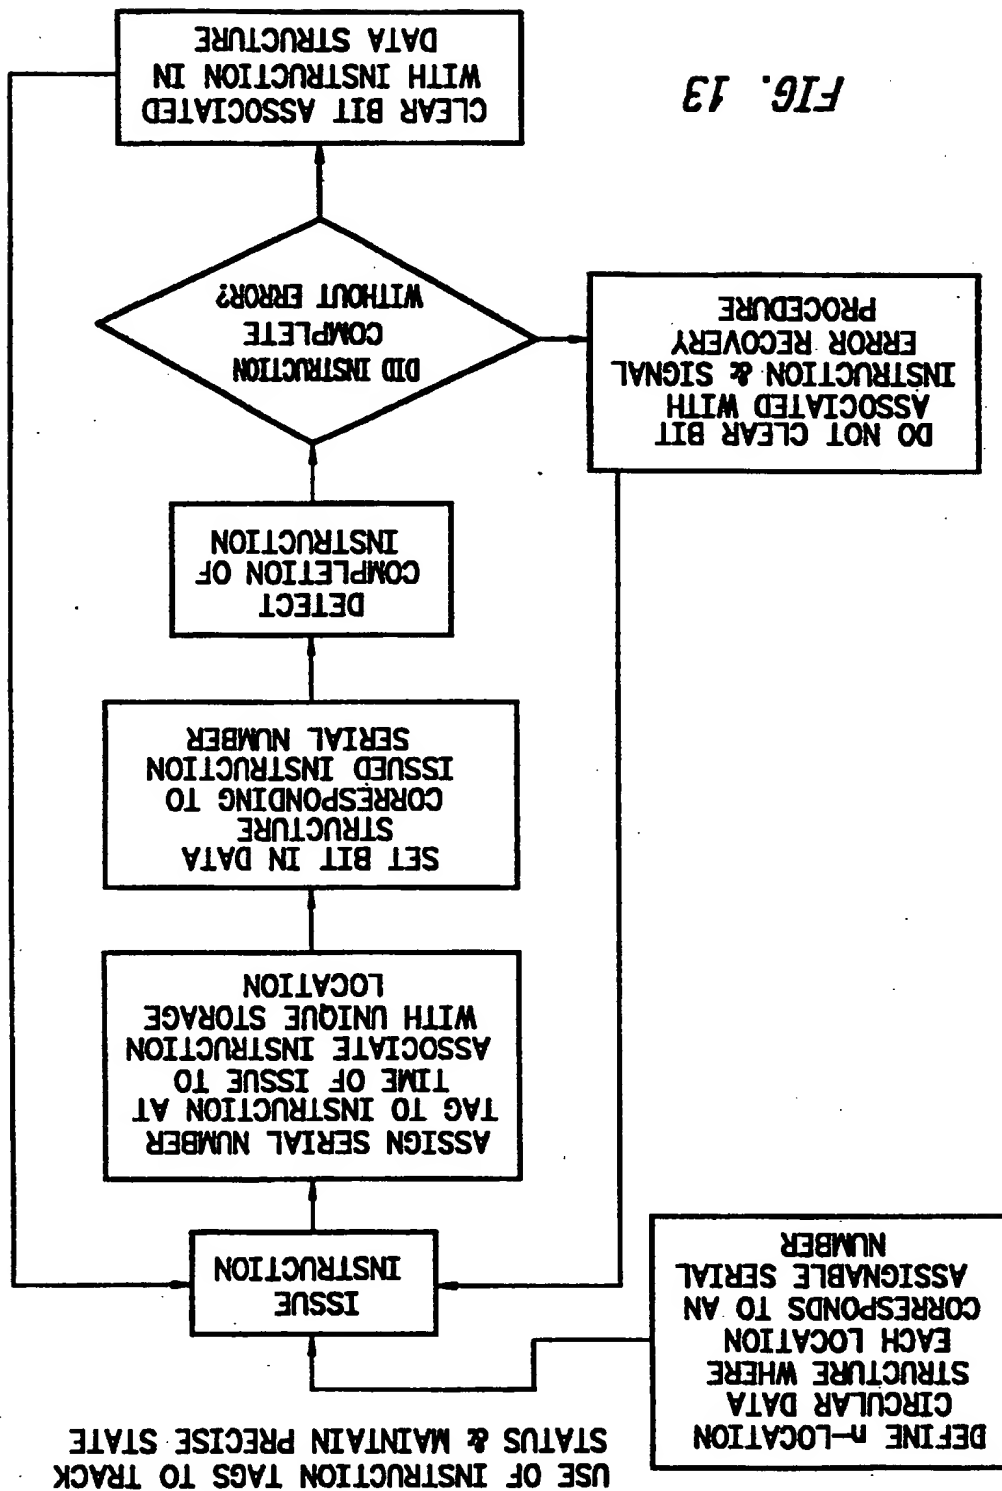 USE OF INSTRUCTION TAGS TO TRACK
STATUS & MAINTAIN PRECISE STATE
DEFINE n-LOCATION
CIRCULAR DATA
STRUCTURE WHERE
EACH LOCATION
CORRESPONDS TO AN
ASSIGNABLE SERIAL
NUMBER
ISSUE
INSTRUCTION
ASSIGN SERIAL NUMBER
TAG TO INSTRUCTION AT
TIME OF ISSUE TO
ASSOCIATE INSTRUCTION
WITH UNIQUE STORAGE
LOCATION
SET BIT IN DATA
STRUCTURE
CORRESPONDING TO
ISSUED INSTRUCTION
SERIAL NUMBER
DETECT
COMPLETION OF
INSTRUCTION
DID INSTRUCTION
COMPLETE
WITHOUT ERROR?
DO NOT CLEAR BIT
ASSOCIATED WITH
INSTRUCTION & SIGNAL
ERROR RECOVERY
PROCEDURE
CLEAR BIT ASSOCIATED
WITH INSTRUCTION IN
DATA STRUCTURE
FIG. 13